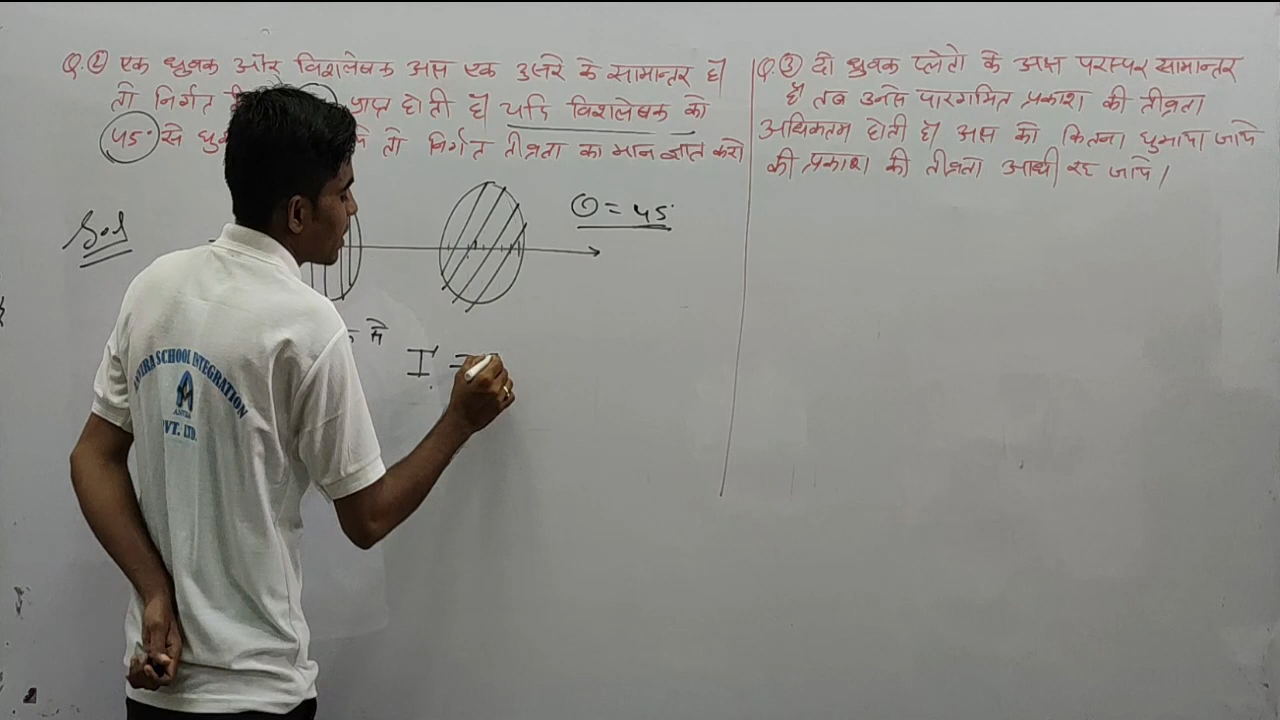 Q.② एक ध्रुवक और विश्लेषक अक्ष एक दुसरे के सामान्तर है
तो निर्गत प्राप्त होती है। यदि विश्लेषक को
45° से तो निर्गत तीव्रता का मान ज्ञात करो
Sol
θ = 45°
से
I =
Q.③ दो ध्रुवक प्लेटो के अक्ष परस्पर सामान्तर
है तब उनसे पारगमित प्रकाश की तीव्रता
अधिकतम होती है। अक्ष को कितना घुमाया जाये
की प्रकाश की तीव्रता आधी रह जाये।
SCHOOL INTEGRATION
PVT. LTD.